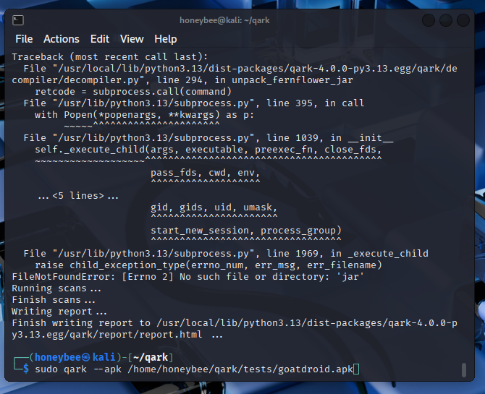 honeybee@kali: ~/qark
File Actions Edit View Help
Traceback (most recent call last):
  File "/usr/local/lib/python3.13/dist-packages/qark-4.0.0-py3.13.egg/qark/de
compiler/decompiler.py", line 294, in unpack_fernflower_jar
    retcode = subprocess.call(command)
  File "/usr/lib/python3.13/subprocess.py", line 395, in call
    with Popen(*popenargs, **kwargs) as p:
         ~~~~~^^^^^^^^^^^^^^^^^^^^^^
  File "/usr/lib/python3.13/subprocess.py", line 1039, in __init__
    self._execute_child(args, executable, preexec_fn, close_fds,
    ~~~~~~~~~~~~~~~~~~~^^^^^^^^^^^^^^^^^^^^^^^^^^^^^^^^^^^^^^^^^
                        pass_fds, cwd, env,
                        ^^^^^^^^^^^^^^^^^^^
    ...<5 lines>...
                        gid, gids, uid, umask,
                        ^^^^^^^^^^^^^^^^^^^^^^
                        start_new_session, process_group)
                        ^^^^^^^^^^^^^^^^^^^^^^^^^^^^^^^^^
  File "/usr/lib/python3.13/subprocess.py", line 1969, in _execute_child
    raise child_exception_type(errno_num, err_msg, err_filename)
FileNotFoundError: [Errno 2] No such file or directory: 'jar'
Running scans...
Finish scans...
Writing report...
Finish writing report to /usr/local/lib/python3.13/dist-packages/qark-4.0.0-p
y3.13.egg/qark/report/report.html ...
┌──(honeybee㉿kali)-[~/qark]
└─$ sudo qark --apk /home/honeybee/qark/tests/goatdroid.apk